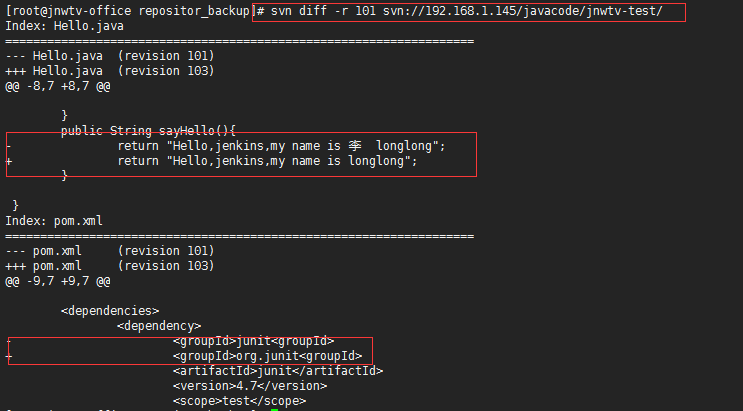 [root@jnwtv-office repositor_backup]# svn diff -r 101 svn://192.168.1.145/javacode/jnwtv-test/
Index: Hello.java
===================================================================
--- Hello.java  (revision 101)
+++ Hello.java  (revision 103)
@@ -8,7 +8,7 @@
        }
        public String sayHello(){
-               return "Hello,jenkins,my name is 李  longlong";
+               return "Hello,jenkins,my name is longlong";
        }
 }
Index: pom.xml
===================================================================
--- pom.xml     (revision 101)
+++ pom.xml     (revision 103)
@@ -9,7 +9,7 @@
        <dependencies>
                <dependency>
-                       <groupId>junit<groupId>
+                       <groupId>org.junit<groupId>
                        <artifactId>junit</artifactId>
                        <version>4.7</version>
                        <scope>test</scope>